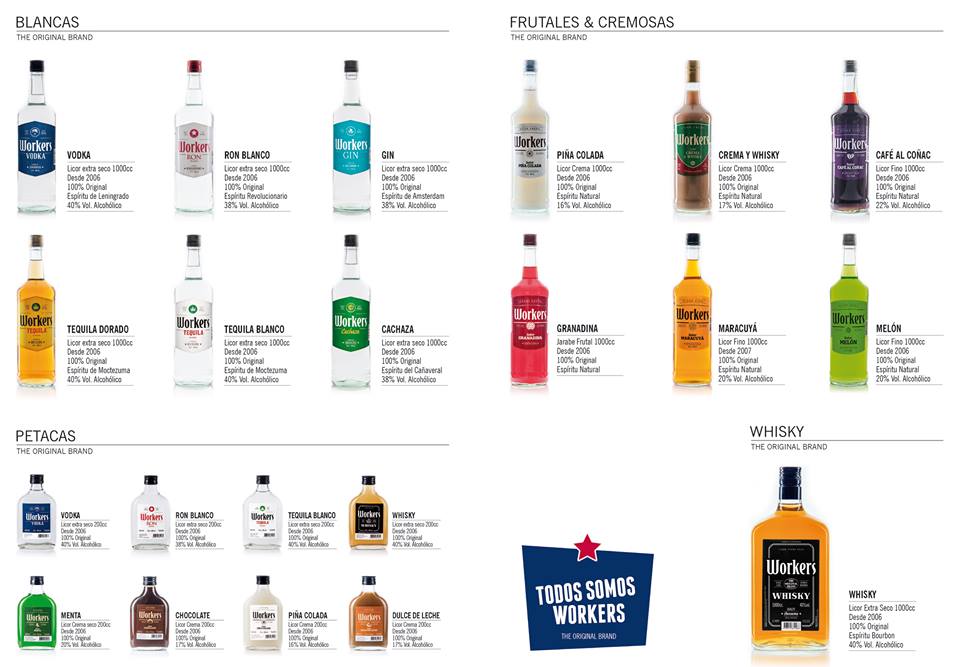 BLANCAS
THE ORIGINAL BRAND
Workers
VODKA
VODKA
Licor extra seco 1000cc
Desde 2006
100% Original
Espíritu de Leningrado
40% Vol. Alcohólico
Workers
RON
RON BLANCO
Licor extra seco 1000cc
Desde 2006
100% Original
Espíritu Revolucionario
38% Vol. Alcohólico
Workers
GIN
GIN
Licor extra seco 1000cc
Desde 2006
100% Original
Espíritu de Amsterdam
38% Vol. Alcohólico
Workers
TEQUILA
TEQUILA DORADO
Licor extra seco 1000cc
Desde 2006
100% Original
Espíritu de Moctezuma
40% Vol. Alcohólico
Workers
TEQUILA
TEQUILA BLANCO
Licor extra seco 1000cc
Desde 2006
100% Original
Espíritu de Moctezuma
40% Vol. Alcohólico
Workers
Cachaza
CACHAZA
Licor extra seco 1000cc
Desde 2006
100% Original
Espíritu del Cañaveral
38% Vol. Alcohólico
FRUTALES & CREMOSAS
THE ORIGINAL BRAND
Workers
PIÑA COLADA
PIÑA COLADA
Licor Crema 1000cc
Desde 2006
100% Original
Espíritu Natural
16% Vol. Alcohólico
Workers
CREMA
WHISKY
CREMA Y WHISKY
Licor Crema 1000cc
Desde 2006
100% Original
Espíritu Natural
17% Vol. Alcohólico
Workers
CAFÉ AL COÑAC
CAFÉ AL COÑAC
Licor Fino 1000cc
Desde 2006
100% Original
Espíritu Natural
22% Vol. Alcohólico
Workers
GRANADINA
GRANADINA
Jarabe Frutal 1000cc
Desde 2006
100% Original
Espíritu Natural
Workers
MARACUYÁ
MARACUYÁ
Licor Fino 1000cc
Desde 2007
100% Original
Espíritu Natural
20% Vol. Alcohólico
Workers
MELÓN
MELÓN
Licor Fino 1000cc
Desde 2006
100% Original
Espíritu Natural
20% Vol. Alcohólico
PETACAS
THE ORIGINAL BRAND
Workers
VODKA
VODKA
Licor extra seco 200cc
Desde 2006
100% Original
40% Vol. Alcohólico
Workers
RON
RON BLANCO
Licor extra seco 200cc
Desde 2006
100% Original
38% Vol. Alcohólico
Workers
TEQUILA
TEQUILA BLANCO
Licor extra seco 200cc
Desde 2006
100% Original
40% Vol. Alcohólico
Workers
WHISKY
WHISKY
Licor extra seco 200cc
Desde 2006
100% Original
40% Vol. Alcohólico
Workers
MENTA
Licor Crema seco 200cc
Desde 2006
100% Original
20% Vol. Alcohólico
Workers
CHOCOLATE
Licor Crema 200cc
Desde 2006
100% Original
17% Vol. Alcohólico
Workers
PIÑA COLADA
Licor Crema 200cc
Desde 2006
100% Original
16% Vol. Alcohólico
Workers
DULCE DE LECHE
Licor Crema 200cc
Desde 2006
100% Original
17% Vol. Alcohólico
TODOS SOMOS
WORKERS
THE ORIGINAL BRAND
WHISKY
THE ORIGINAL BRAND
Workers
WHISKY
WHISKY
Licor Extra Seco 1000cc
Desde 2006
100% Original
Espíritu Bourbon
40% Vol. Alcohólico